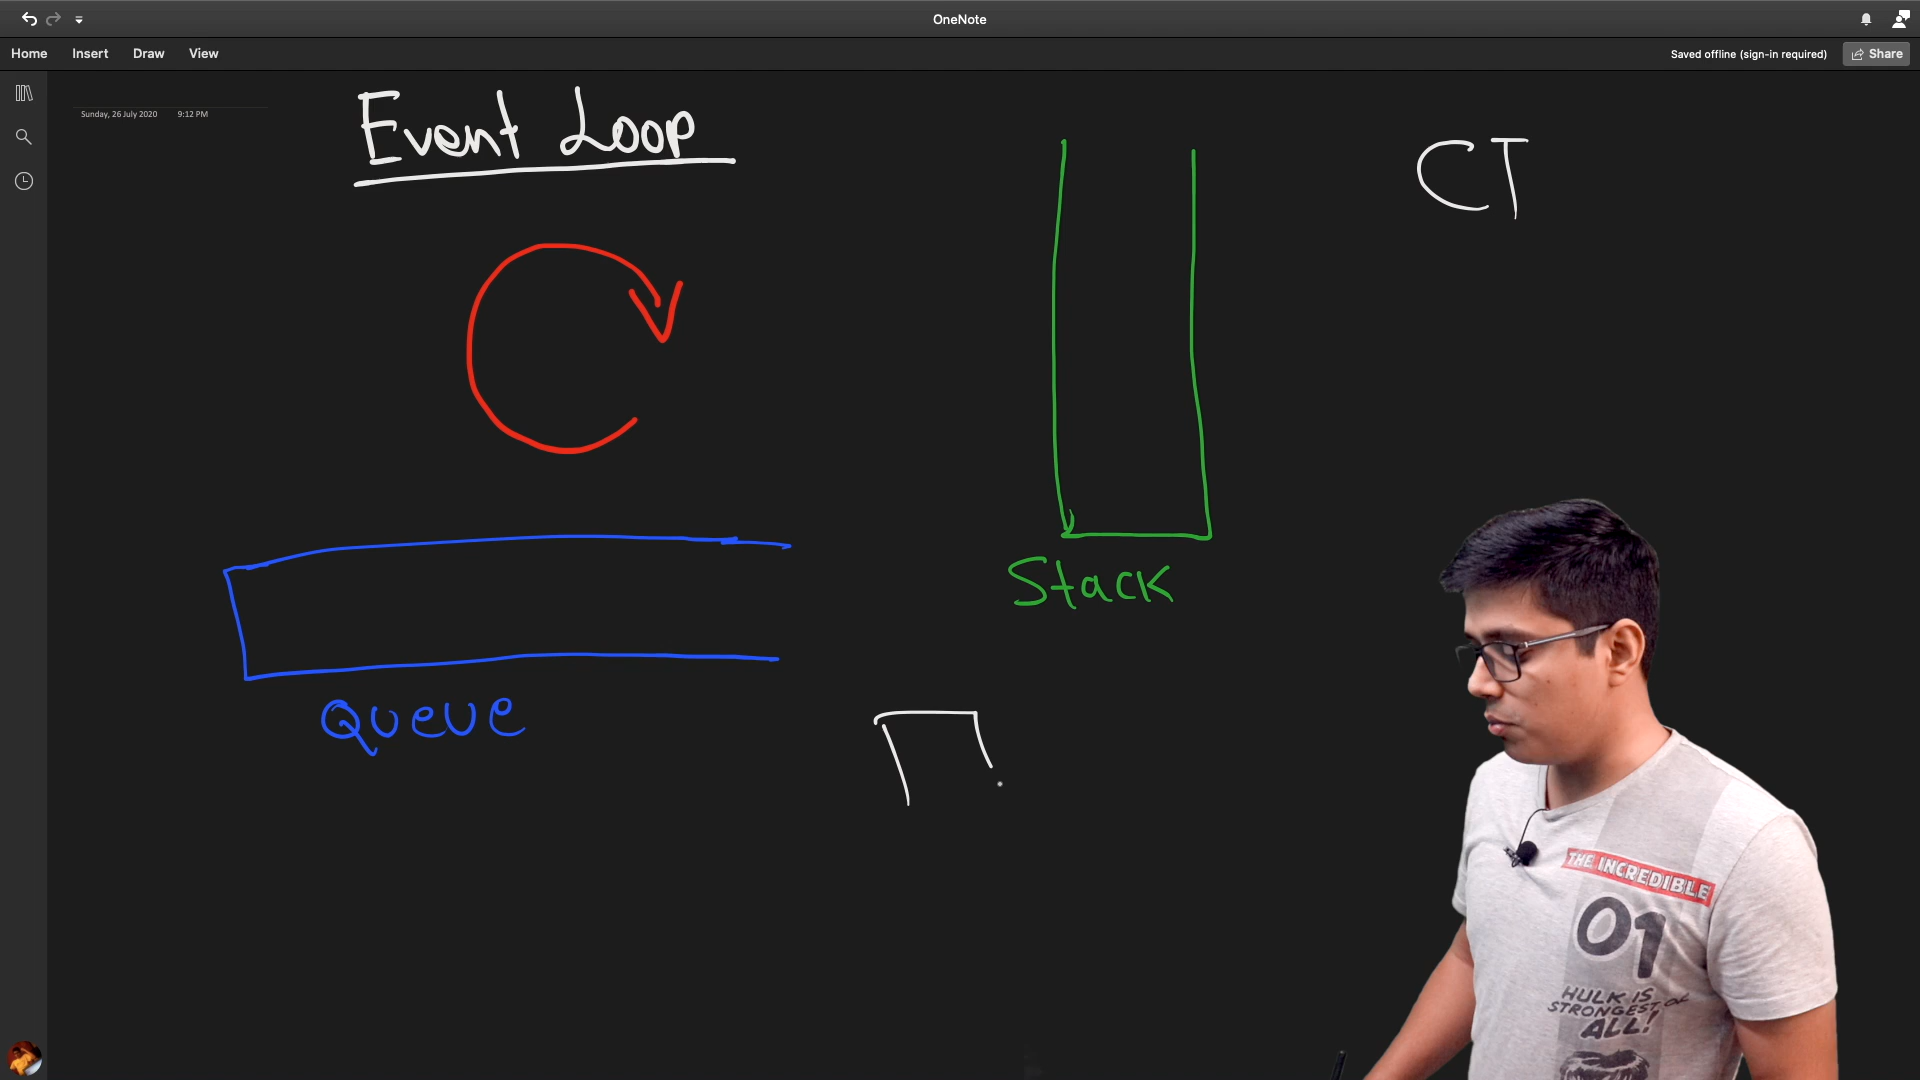 OneNote
Home Insert Draw View
Saved offline (sign-in required) Share
Sunday, 26 July 2020 9:12 PM
Event Loop
CT
Stack
Queue
THE INCREDIBLE
01
HULK IS
STRONGEST OF
ALL!